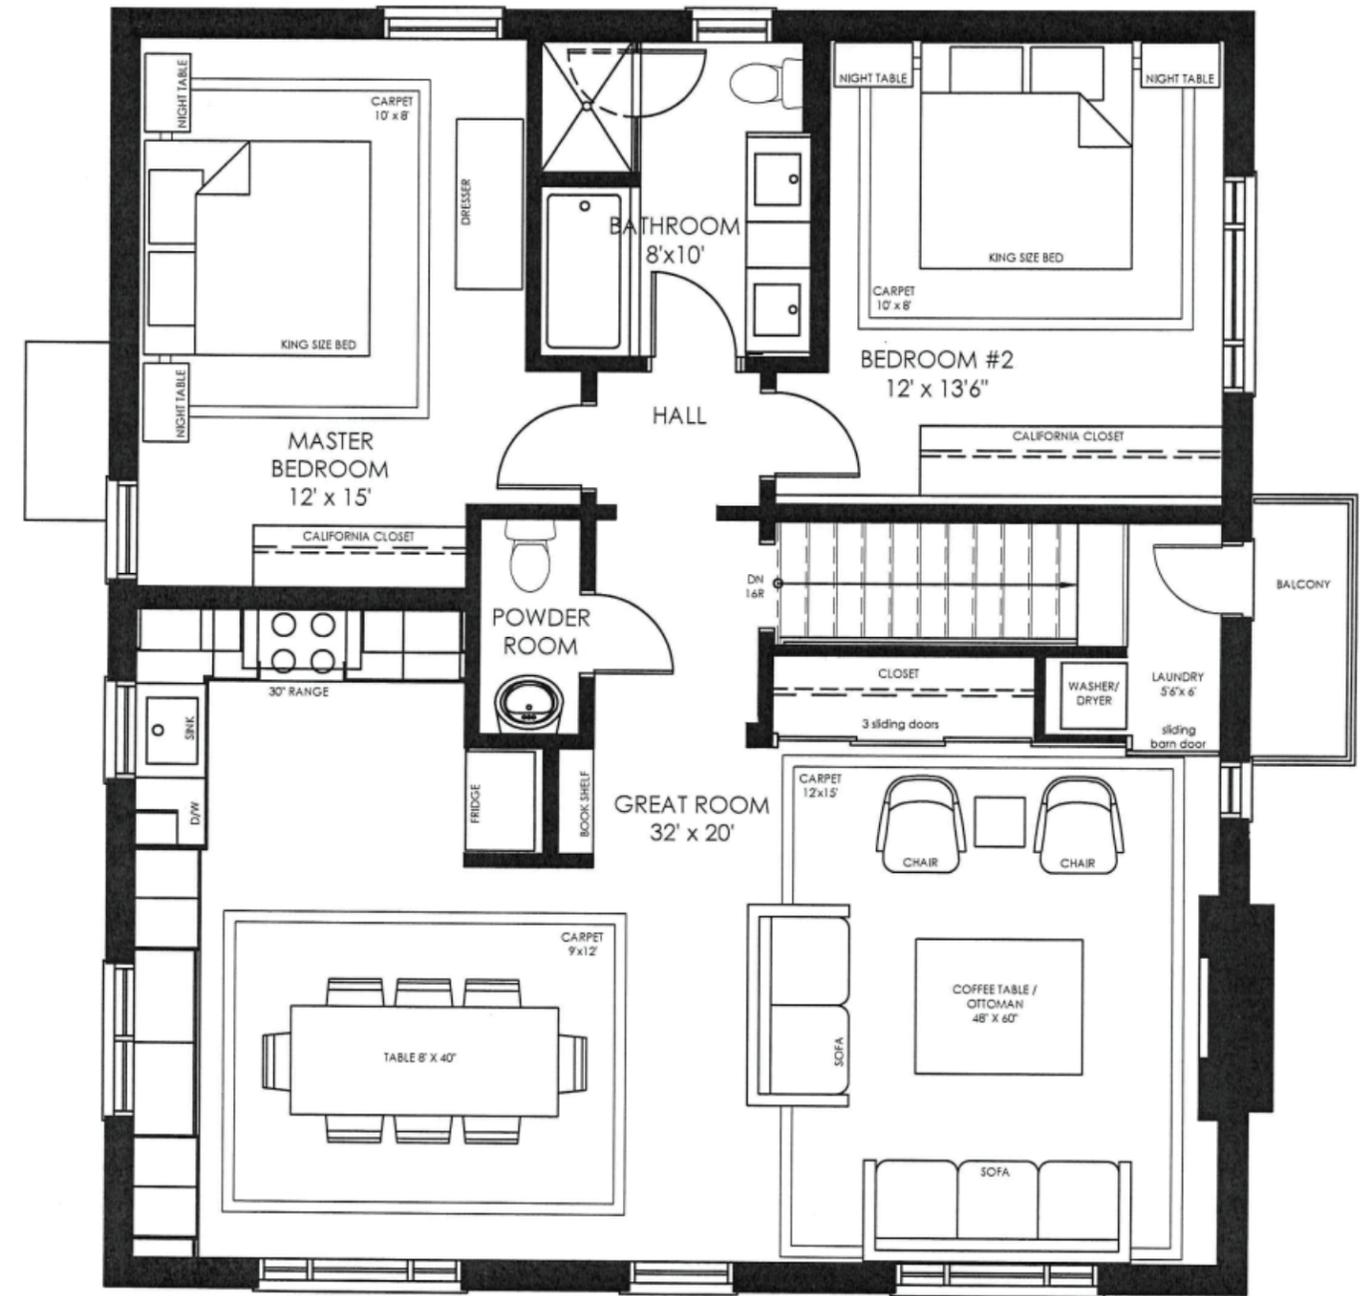 NIGHT TABLE
CARPET
10' x 8'
DRESSER
KING SIZE BED
NIGHT TABLE
MASTER
BEDROOM
12' x 15'
CALIFORNIA CLOSET
BATHROOM
8'x10'
HALL
NIGHT TABLE
NIGHT TABLE
KING SIZE BED
CARPET
10' x 8'
BEDROOM #2
12' x 13'6"
CALIFORNIA CLOSET
POWDER
ROOM
DN
16R
BALCONY
CLOSET
3 sliding doors
WASHER/
DRYER
LAUNDRY
5'6"x 6'
sliding
barn door
30" RANGE
SINK
D/W
FRIDGE
BOOK SHELF
GREAT ROOM
32' x 20'
CARPET
12'x15'
CHAIR
CHAIR
CARPET
9'x12'
TABLE 8' X 40"
SOFA
COFFEE TABLE /
OTTOMAN
48" X 60"
SOFA